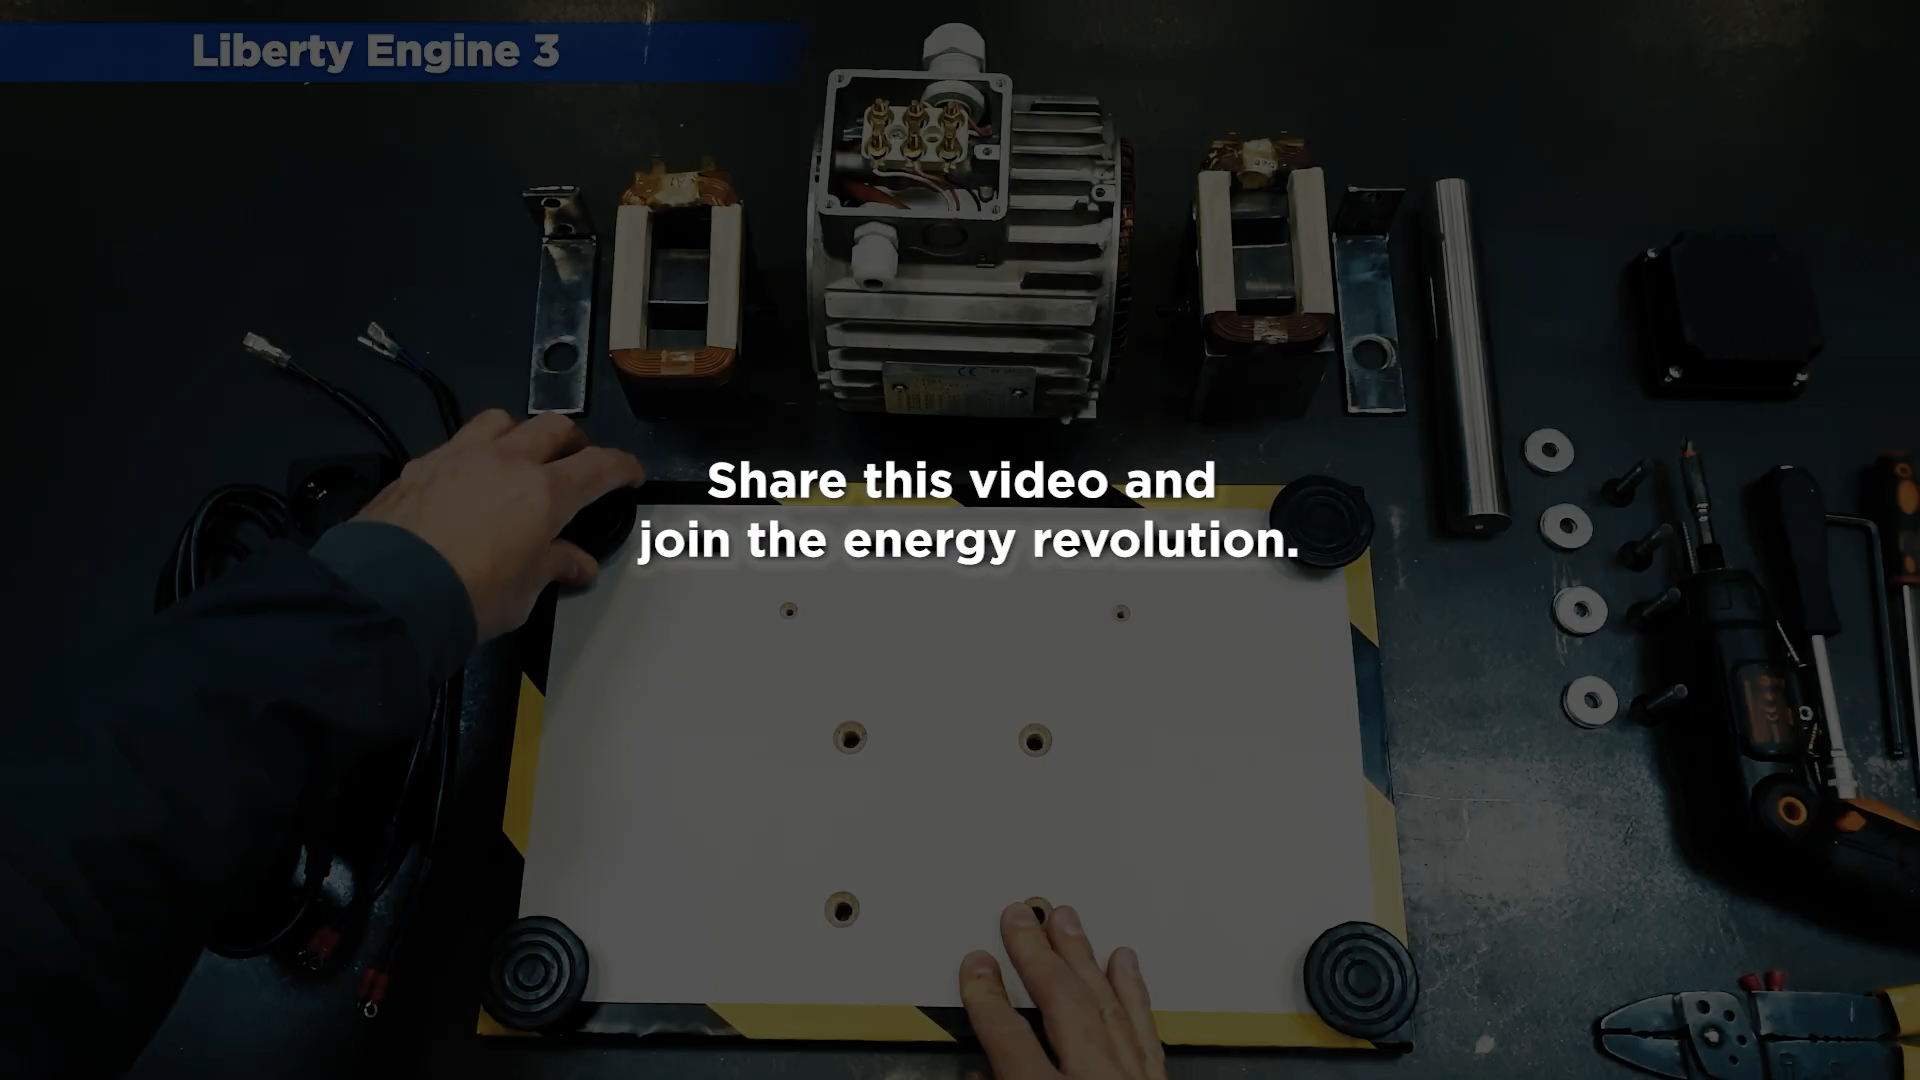 Liberty Engine 3
Share this video and
join the energy revolution.